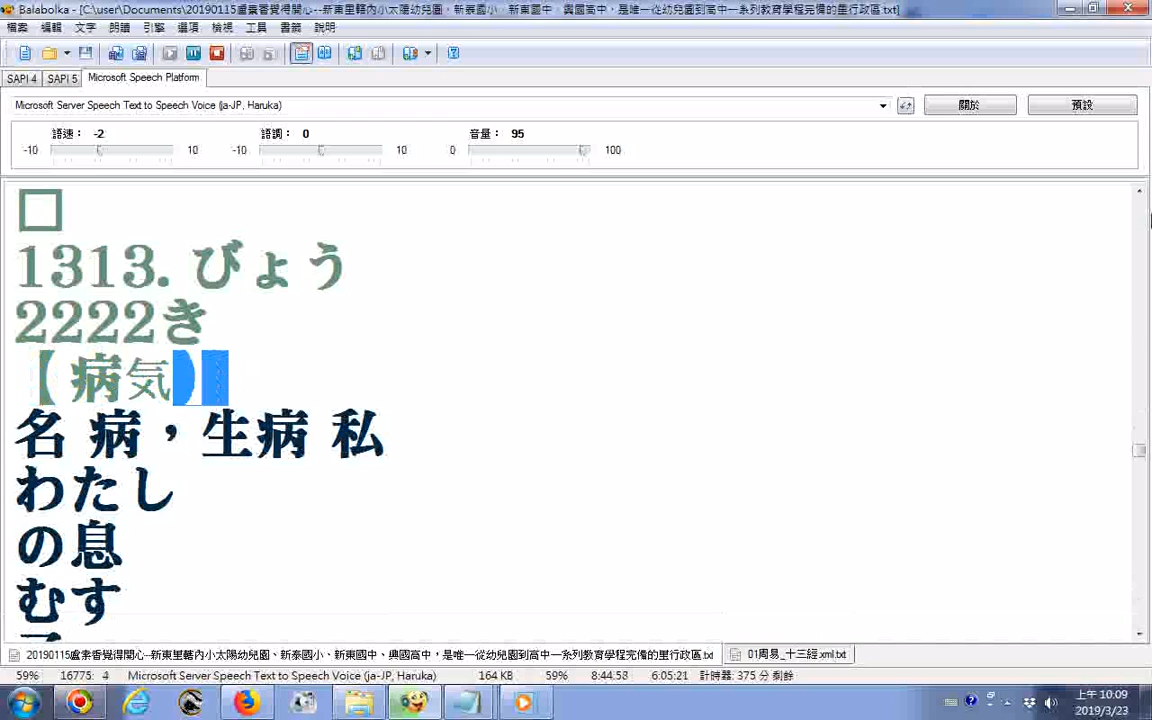 Balabolka - [C:\user\Documents\20190115盧素香覺得開心--新東里轄內小太陽幼兒園、新泰國小、新東國中、興國高中，是唯一從幼兒園到高中一系列教育學程完備的里行政區.txt]
檔案 編輯 文字 朗讀 引擎 選項 檢視 工具 書籤 說明
SAPI 4 SAPI 5 Microsoft Speech Platform
Microsoft Server Speech Text to Speech Voice (ja-JP, Haruka) 關於 預設
語速： -2 語調： 0 音量： 95
-10 10 -10 10 0 100
□
1313. びょう
2222き
【 病気】
名 病，生病 私
わたし
の息
むす
20190115盧素香覺得開心--新東里轄內小太陽幼兒園、新泰國小、新東國中、興國高中，是唯一從幼兒園到高中一系列教育學程完備的里行政區.txt 01周易_十三經.xml.txt
59% 16775: 4 Microsoft Server Speech Text to Speech Voice (ja-JP, Haruka) 164 KB 59% 8:44:53 6:05:21 計時器: 375 分 剩餘
上午 10:09
2019/3/23